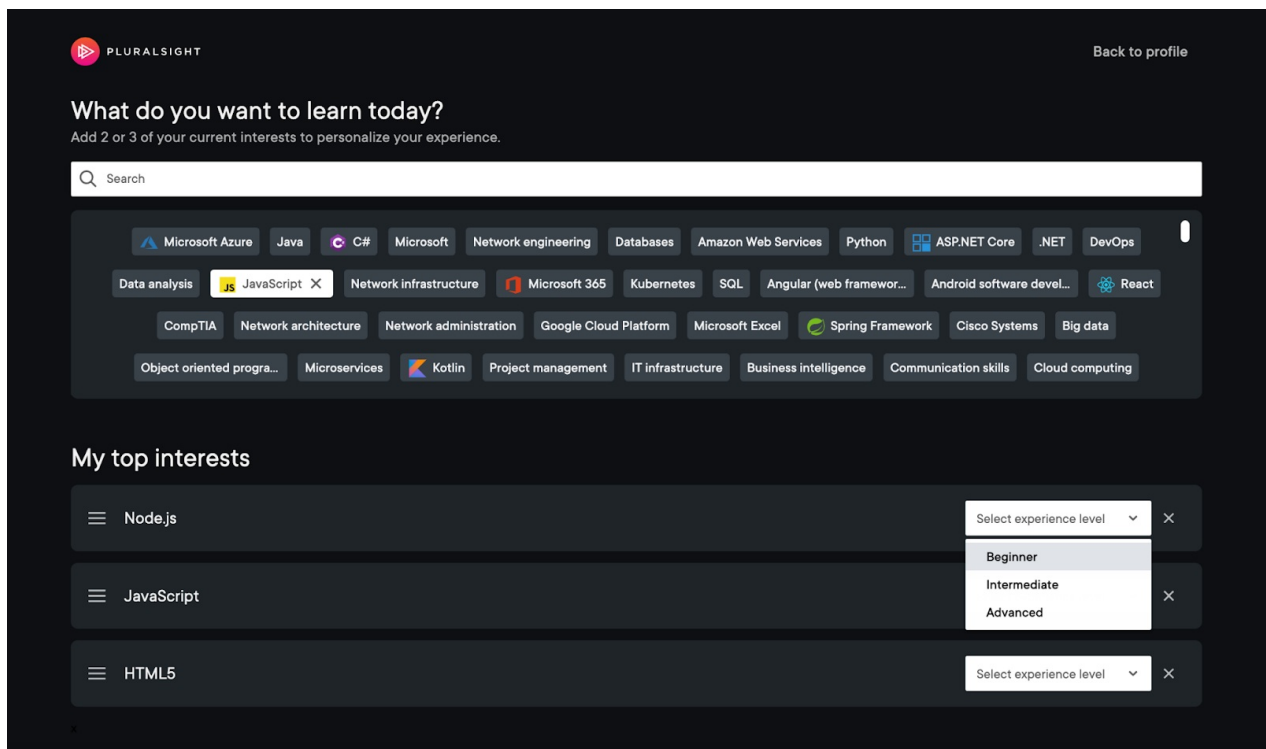 PLURALSIGHT
Back to profile
What do you want to learn today?
Add 2 or 3 of your current interests to personalize your experience.
Search
Microsoft Azure Java C# Microsoft Network engineering Databases Amazon Web Services Python ASP.NET Core .NET DevOps
Data analysis JS JavaScript Network infrastructure Microsoft 365 Kubernetes SQL Angular (web framewor... Android software devel... React
CompTIA Network architecture Network administration Google Cloud Platform Microsoft Excel Spring Framework Cisco Systems Big data
Object oriented progra... Microservices Kotlin Project management IT infrastructure Business intelligence Communication skills Cloud computing
My top interests
Node.js Select experience level
Beginner
Intermediate
JavaScript
Advanced
HTML5 Select experience level